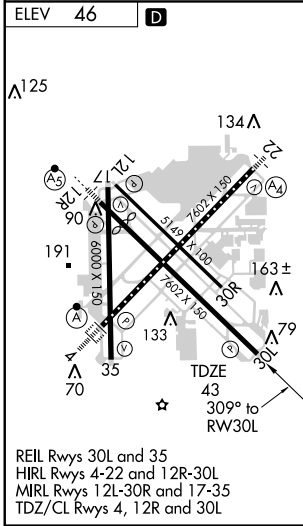 ELEV 46 D
125
134
22
A5
17
12L
12R
P
V
A4
90
P
V
P
6000 X 150
5149 X 100
7602 X 150
191
163 ±
30R
7602 X 150
A
P
133
P
79
4
V
30L
70
35
TDZE
43
309° to
RW30L
REIL Rwys 30L and 35
HIRL Rwys 4-22 and 12R-30L
MIRL Rwys 12L-30R and 17-35
TDZ/CL Rwys 4, 12R and 30L